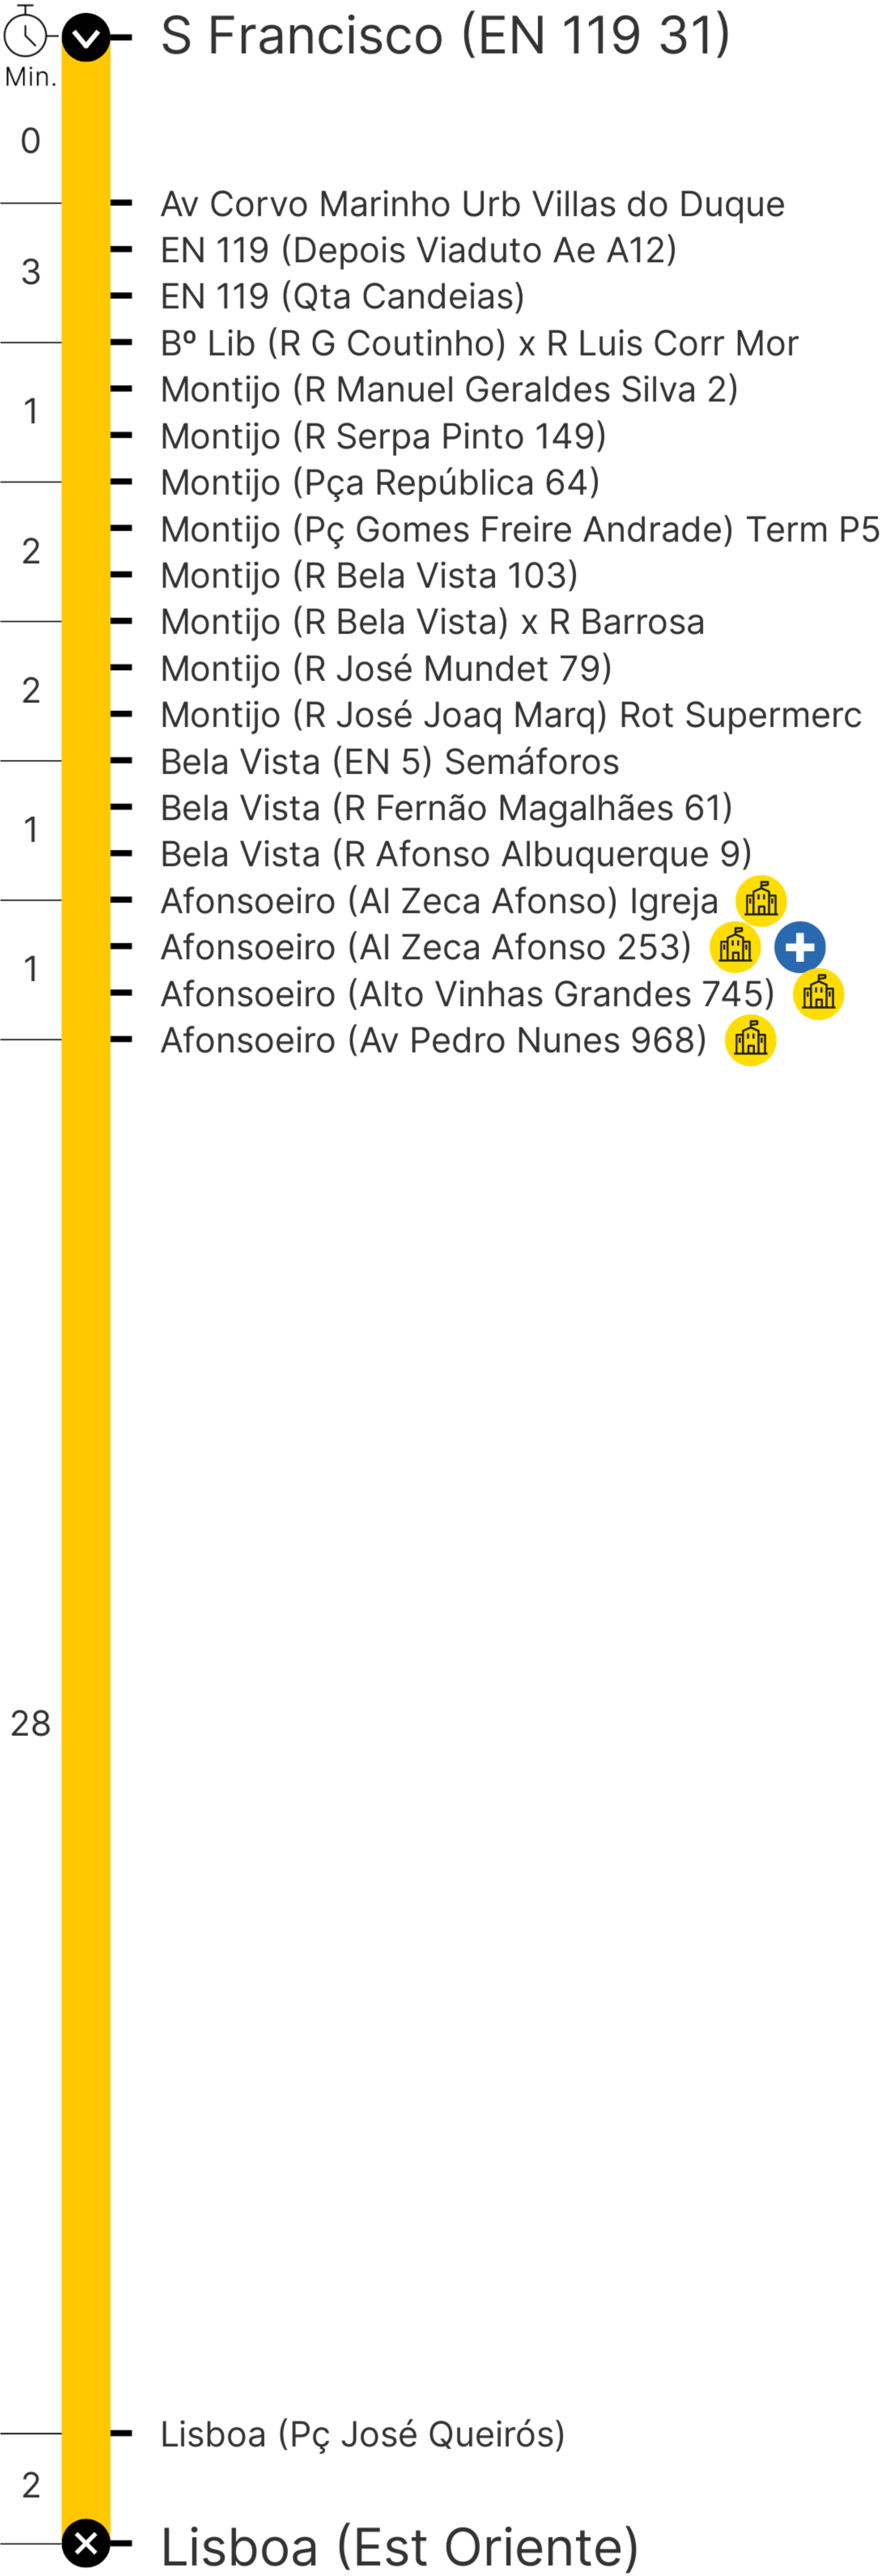 S Francisco (EN 119 31)
Min.
0
Av Corvo Marinho Urb Villas do Duque
EN 119 (Depois Viaduto Ae A12)
3
EN 119 (Qta Candeias)
Bº Lib (R G Coutinho) x R Luis Corr Mor
Montijo (R Manuel Geraldes Silva 2)
1
Montijo (R Serpa Pinto 149)
Montijo (Pça República 64)
Montijo (Pç Gomes Freire Andrade) Term P5
2
Montijo (R Bela Vista 103)
Montijo (R Bela Vista) x R Barrosa
Montijo (R José Mundet 79)
2
Montijo (R José Joaq Marq) Rot Supermerc
Bela Vista (EN 5) Semáforos
Bela Vista (R Fernão Magalhães 61)
1
Bela Vista (R Afonso Albuquerque 9)
Afonsoeiro (Al Zeca Afonso) Igreja
Afonsoeiro (Al Zeca Afonso 253)
1
Afonsoeiro (Alto Vinhas Grandes 745)
Afonsoeiro (Av Pedro Nunes 968)
28
Lisboa (Pç José Queirós)
2
Lisboa (Est Oriente)